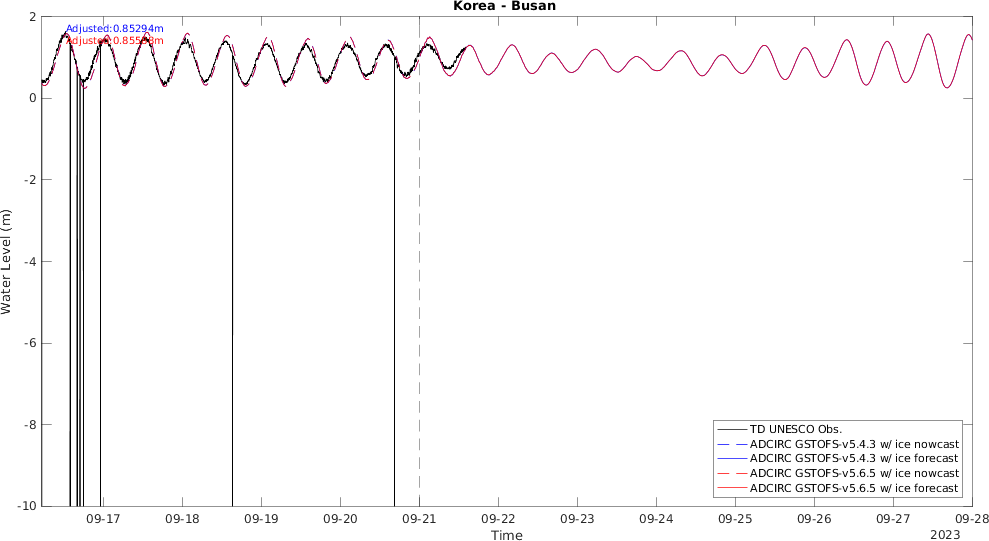 Korea - Busan
Adjusted:0.85294m
Water Level (m)
2
0
-2
-4
-6
-8
-10
TD UNESCO Obs.
ADCIRC GSTOFS-v5.4.3 w/ ice nowcast
ADCIRC GSTOFS-v5.4.3 w/ ice forecast
ADCIRC GSTOFS-v5.6.5 w/ ice nowcast
ADCIRC GSTOFS-v5.6.5 w/ ice forecast
09-17 09-18 09-19 09-20 09-21 09-22 09-23 09-24 09-25 09-26 09-27 09-28
Time
2023